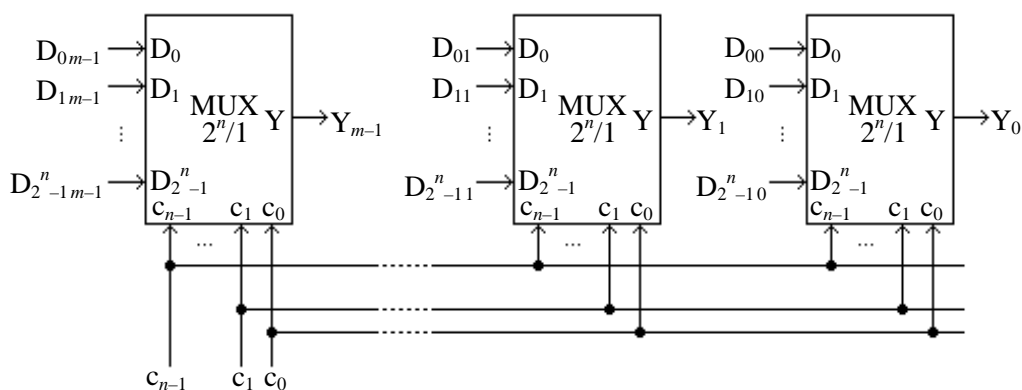 D₀ₘ₋₁ D₀ D₀₁ D₀ D₀₀ D₀
D₁ₘ₋₁ D₁ D₁₁ D₁ D₁₀ D₁
MUX Y Yₘ₋₁ MUX Y Y₁ MUX Y Y₀
2ⁿ/1 2ⁿ/1 2ⁿ/1
⋮ ⋮ ⋮
D₂ⁿ₋₁ₘ₋₁ D₂ⁿ₋₁ D₂ⁿ₋₁₁ D₂ⁿ₋₁ D₂ⁿ₋₁₀ D₂ⁿ₋₁
cₙ₋₁ c₁ c₀ cₙ₋₁ c₁ c₀ cₙ₋₁ c₁ c₀
... ... ...
cₙ₋₁ c₁ c₀